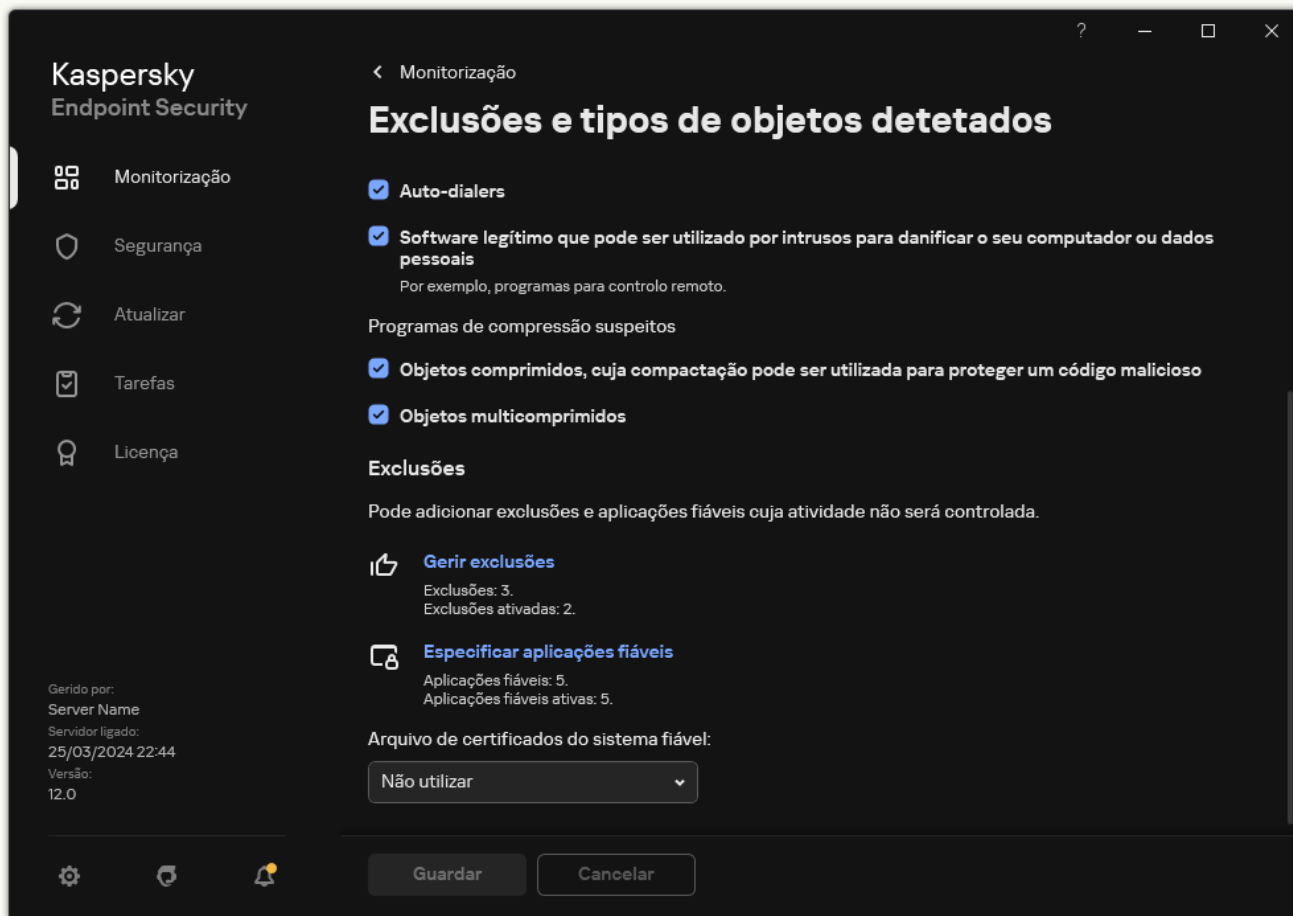 Kaspersky
Endpoint Security
Monitorização
Segurança
Atualizar
Tarefas
Licença
Gerido por:
Server Name
Servidor ligado:
25/03/2024 22:44
Versão:
12.0
?
Monitorização
Exclusões e tipos de objetos detetados
Auto-dialers
Software legítimo que pode ser utilizado por intrusos para danificar o seu computador ou dados
pessoais
Por exemplo, programas para controlo remoto.
Programas de compressão suspeitos
Objetos comprimidos, cuja compactação pode ser utilizada para proteger um código malicioso
Objetos multicomprimidos
Exclusões
Pode adicionar exclusões e aplicações fiáveis cuja atividade não será controlada.
Gerir exclusões
Exclusões: 3.
Exclusões ativadas: 2.
Especificar aplicações fiáveis
Aplicações fiáveis: 5.
Aplicações fiáveis ativas: 5.
Arquivo de certificados do sistema fiável:
Não utilizar
Guardar
Cancelar